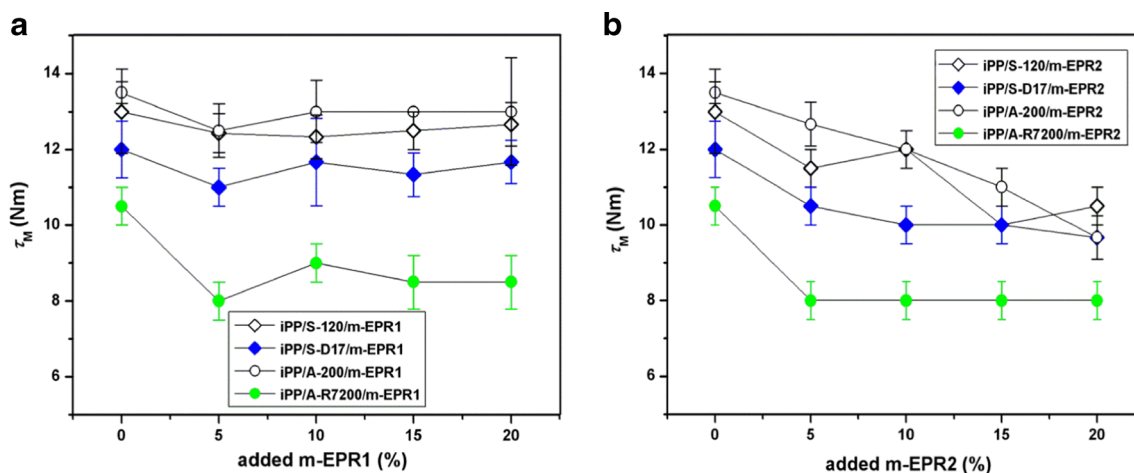 a
τM (Nm)
14
12
10
8
6
0 5 10 15 20
added m-EPR1 (%)
iPP/S-120/m-EPR1
iPP/S-D17/m-EPR1
iPP/A-200/m-EPR1
iPP/A-R7200/m-EPR1
b
τM (Nm)
14
12
10
8
6
0 5 10 15 20
added m-EPR2 (%)
iPP/S-120/m-EPR2
iPP/S-D17/m-EPR2
iPP/A-200/m-EPR2
iPP/A-R7200/m-EPR2